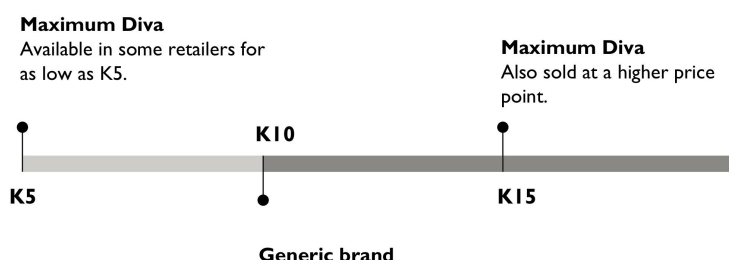 Maximum Diva
Available in some retailers for
as low as K5.
Maximum Diva
Also sold at a higher price
point.
K10
K5
K15
Generic brand